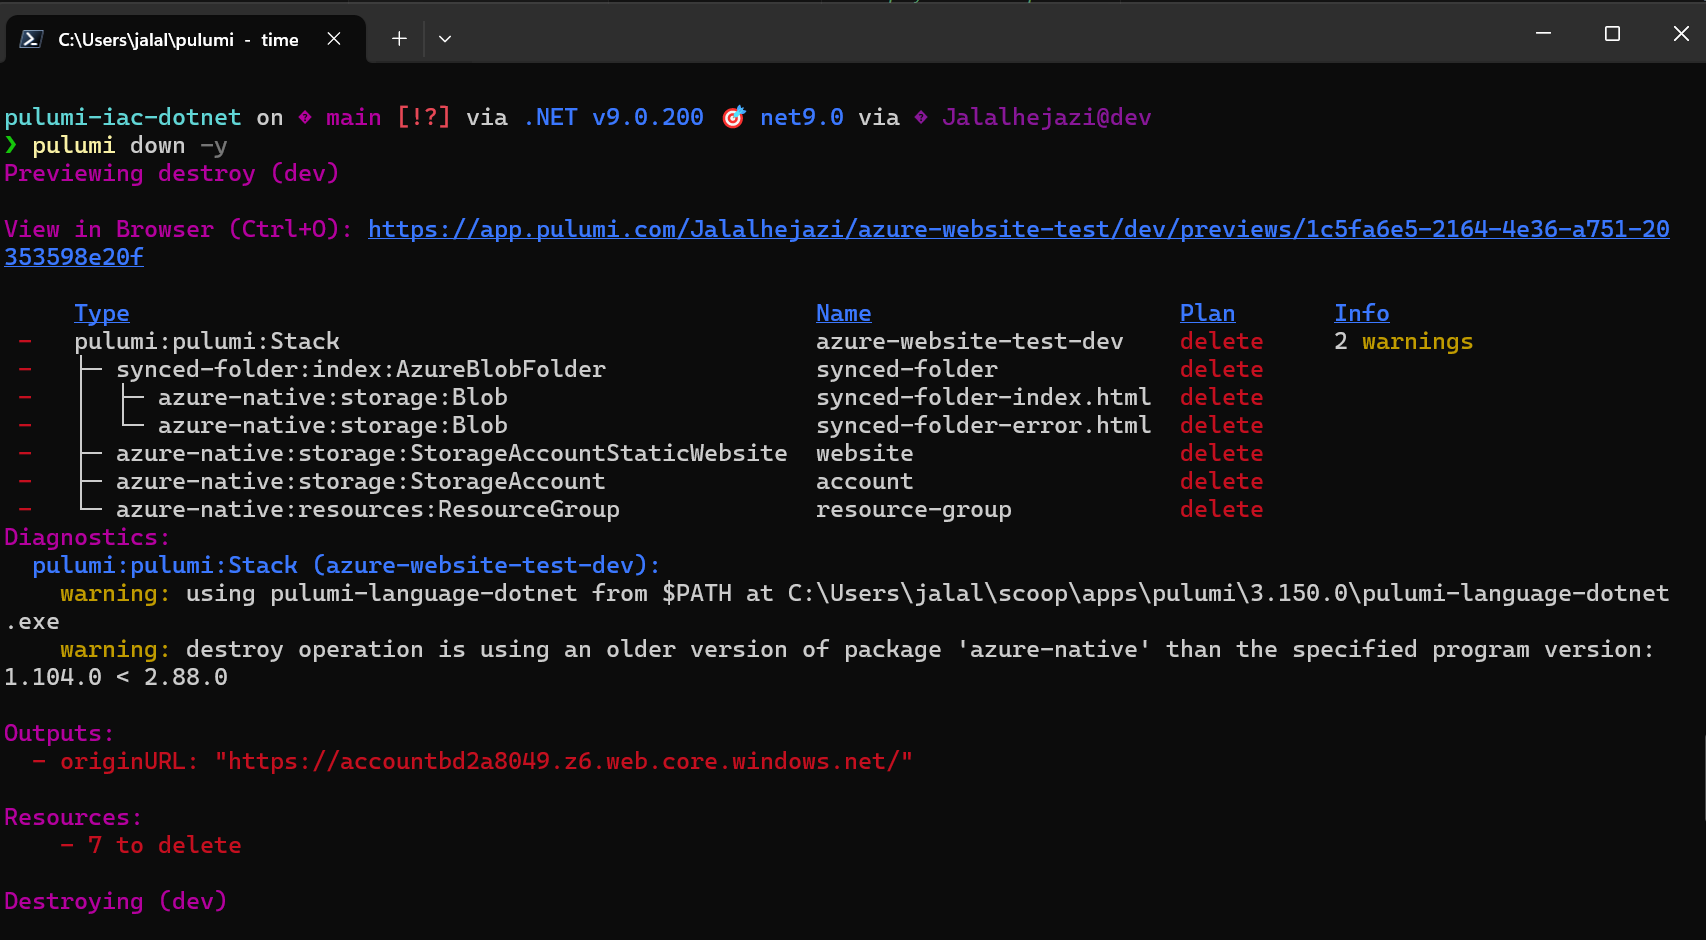 C:\Users\jalal\pulumi - time
pulumi-iac-dotnet on � main [!?] via .NET v9.0.200 🎯 net9.0 via � Jalalhejazi@dev
❯ pulumi down -y
Previewing destroy (dev)
View in Browser (Ctrl+O): https://app.pulumi.com/Jalalhejazi/azure-website-test/dev/previews/1c5fa6e5-2164-4e36-a751-20
353598e20f
Type Name Plan Info
- pulumi:pulumi:Stack azure-website-test-dev delete 2 warnings
- ├─ synced-folder:index:AzureBlobFolder synced-folder delete
- │  ├─ azure-native:storage:Blob synced-folder-index.html delete
- │  └─ azure-native:storage:Blob synced-folder-error.html delete
- ├─ azure-native:storage:StorageAccountStaticWebsite website delete
- ├─ azure-native:storage:StorageAccount account delete
- └─ azure-native:resources:ResourceGroup resource-group delete
Diagnostics:
pulumi:pulumi:Stack (azure-website-test-dev):
warning: using pulumi-language-dotnet from $PATH at C:\Users\jalal\scoop\apps\pulumi\3.150.0\pulumi-language-dotnet
.exe
warning: destroy operation is using an older version of package 'azure-native' than the specified program version:
1.104.0 < 2.88.0
Outputs:
- originURL: "https://accountbd2a8049.z6.web.core.windows.net/"
Resources:
- 7 to delete
Destroying (dev)